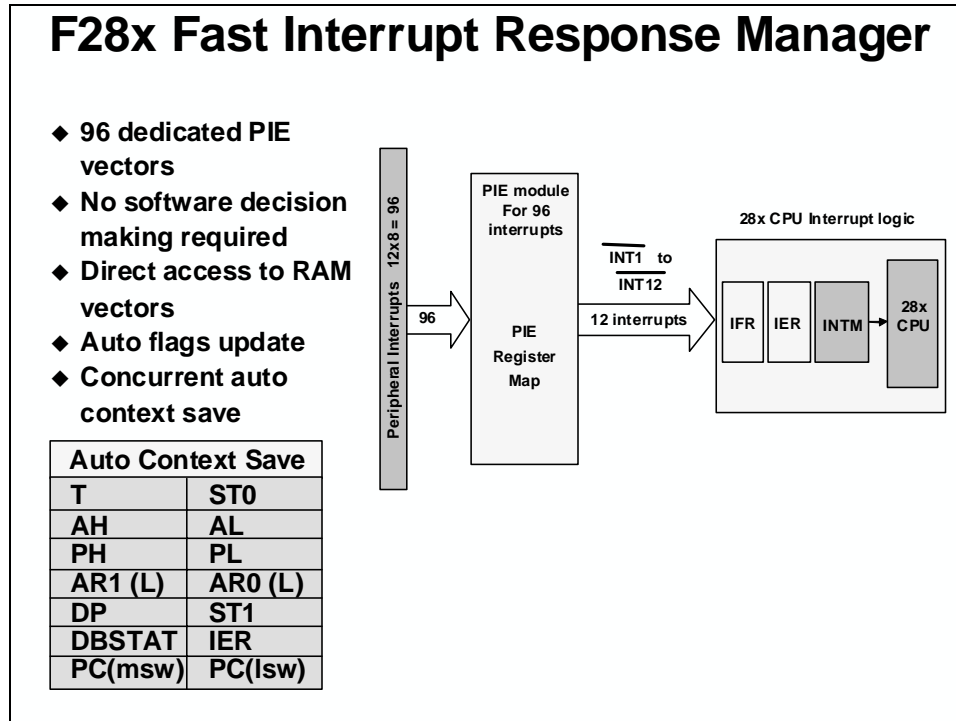 F28x Fast Interrupt Response Manager
◆ 96 dedicated PIE
vectors
◆ No software decision
making required
◆ Direct access to RAM
vectors
◆ Auto flags update
◆ Concurrent auto
context save
Auto Context Save
T ST0
AH AL
PH PL
AR1 (L) AR0 (L)
DP ST1
DBSTAT IER
PC(msw) PC(lsw)
Peripheral Interrupts 12x8 = 96
96
PIE module
For 96
interrupts
PIE
Register
Map
INT1 to
INT12
12 interrupts
28x CPU Interrupt logic
IFR
IER
INTM
28x
CPU